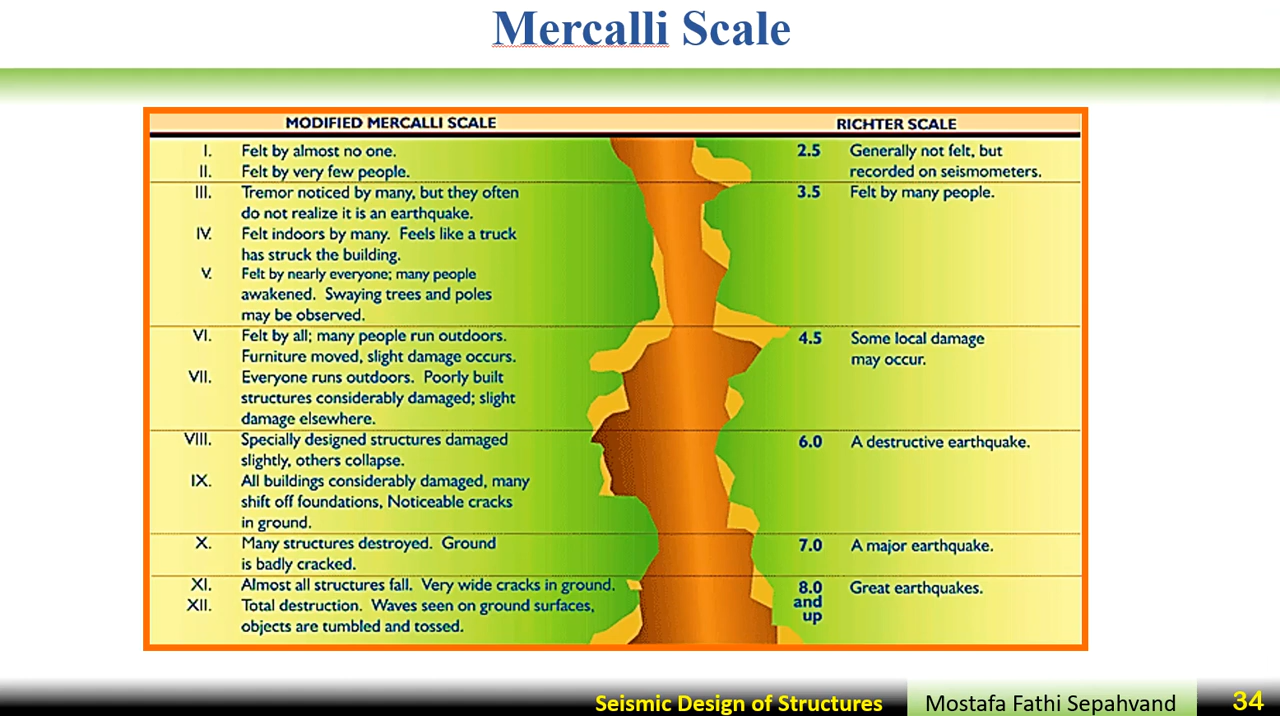 Mercalli Scale
MODIFIED MERCALLI SCALE
RICHTER SCALE
I. Felt by almost no one.
II. Felt by very few people.
2.5 Generally not felt, but
recorded on seismometers.
III. Tremor noticed by many, but they often
do not realize it is an earthquake.
IV. Felt indoors by many. Feels like a truck
has struck the building.
V. Felt by nearly everyone; many people
awakened. Swaying trees and poles
may be observed.
3.5 Felt by many people.
VI. Felt by all; many people run outdoors.
Furniture moved, slight damage occurs.
VII. Everyone runs outdoors. Poorly built
structures considerably damaged; slight
damage elsewhere.
4.5 Some local damage
may occur.
VIII. Specially designed structures damaged
slightly, others collapse.
IX. All buildings considerably damaged, many
shift off foundations, Noticeable cracks
in ground.
6.0 A destructive earthquake.
X. Many structures destroyed. Ground
is badly cracked.
7.0 A major earthquake.
XI. Almost all structures fall. Very wide cracks in ground.
XII. Total destruction. Waves seen on ground surfaces,
objects are tumbled and tossed.
8.0 Great earthquakes.
and
up
Seismic Design of Structures
Mostafa Fathi Sepahvand
34